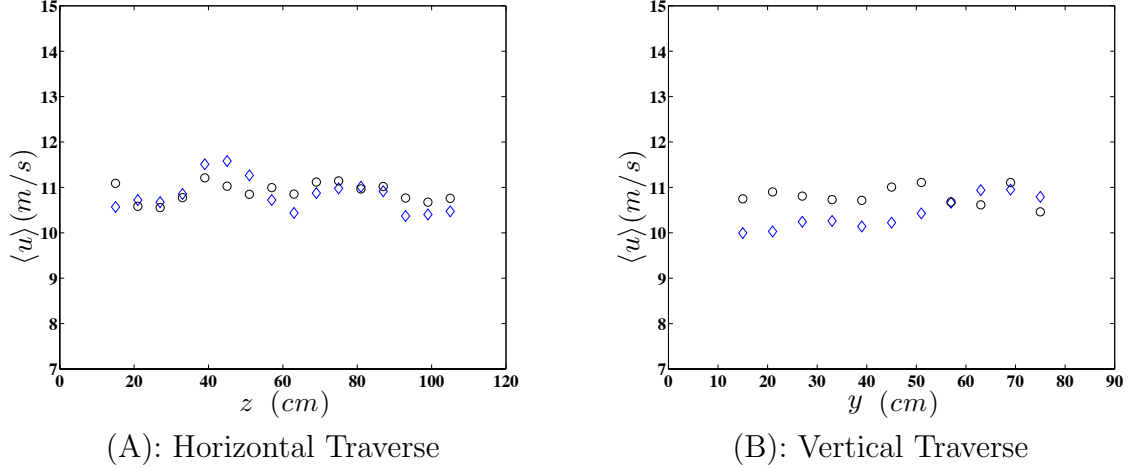 15
14
13
12
11
10
9
8
7
0 20 40 60 80 100 120
⟨u⟩(m/s)
z (cm)
(A): Horizontal Traverse
15
14
13
12
11
10
9
8
7
0 10 20 30 40 50 60 70 80 90
⟨u⟩(m/s)
y (cm)
(B): Vertical Traverse